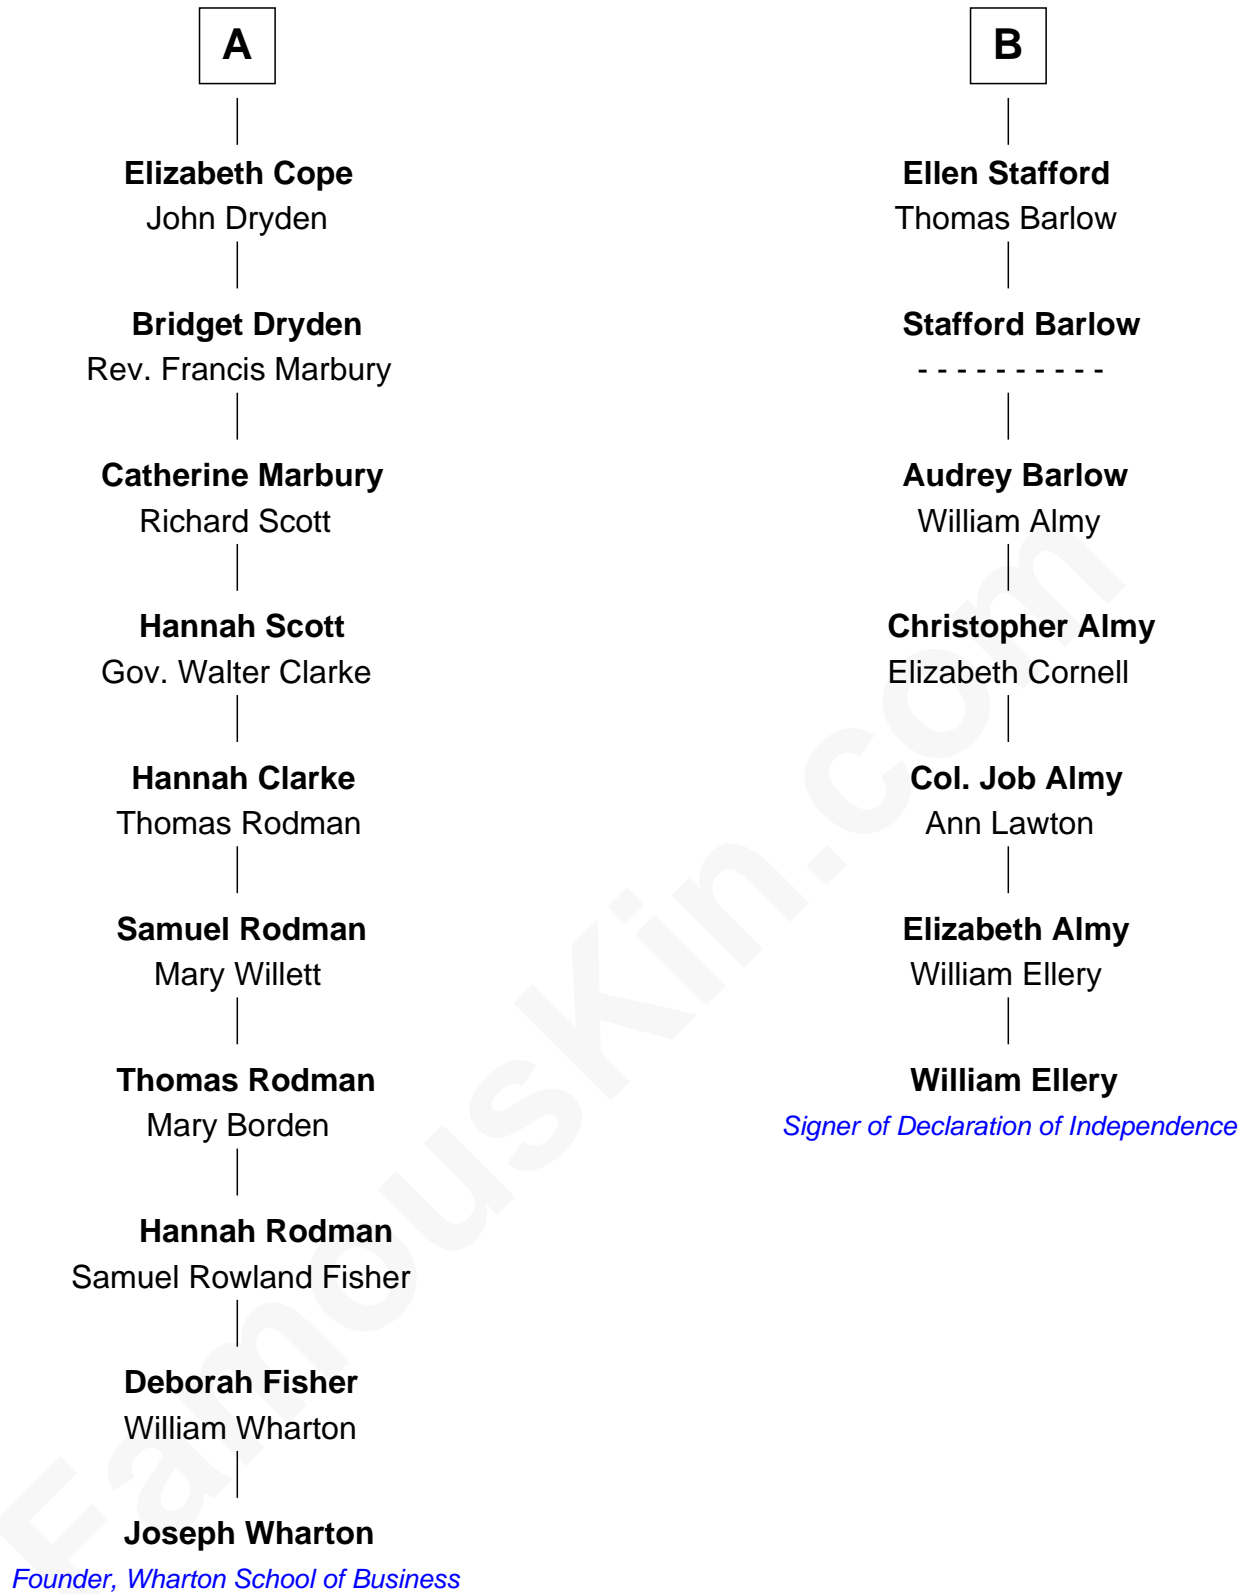 A
Elizabeth Cope
John Dryden
Bridget Dryden
Rev. Francis Marbury
Catherine Marbury
Richard Scott
Hannah Scott
Gov. Walter Clarke
Hannah Clarke
Thomas Rodman
Samuel Rodman
Mary Willett
Thomas Rodman
Mary Borden
Hannah Rodman
Samuel Rowland Fisher
Deborah Fisher
William Wharton
Joseph Wharton
Founder, Wharton School of Business
B
Ellen Stafford
Thomas Barlow
Stafford Barlow
- - - - - - - - - -
Audrey Barlow
William Almy
Christopher Almy
Elizabeth Cornell
Col. Job Almy
Ann Lawton
Elizabeth Almy
William Ellery
William Ellery
Signer of Declaration of Independence
FamousKin.com